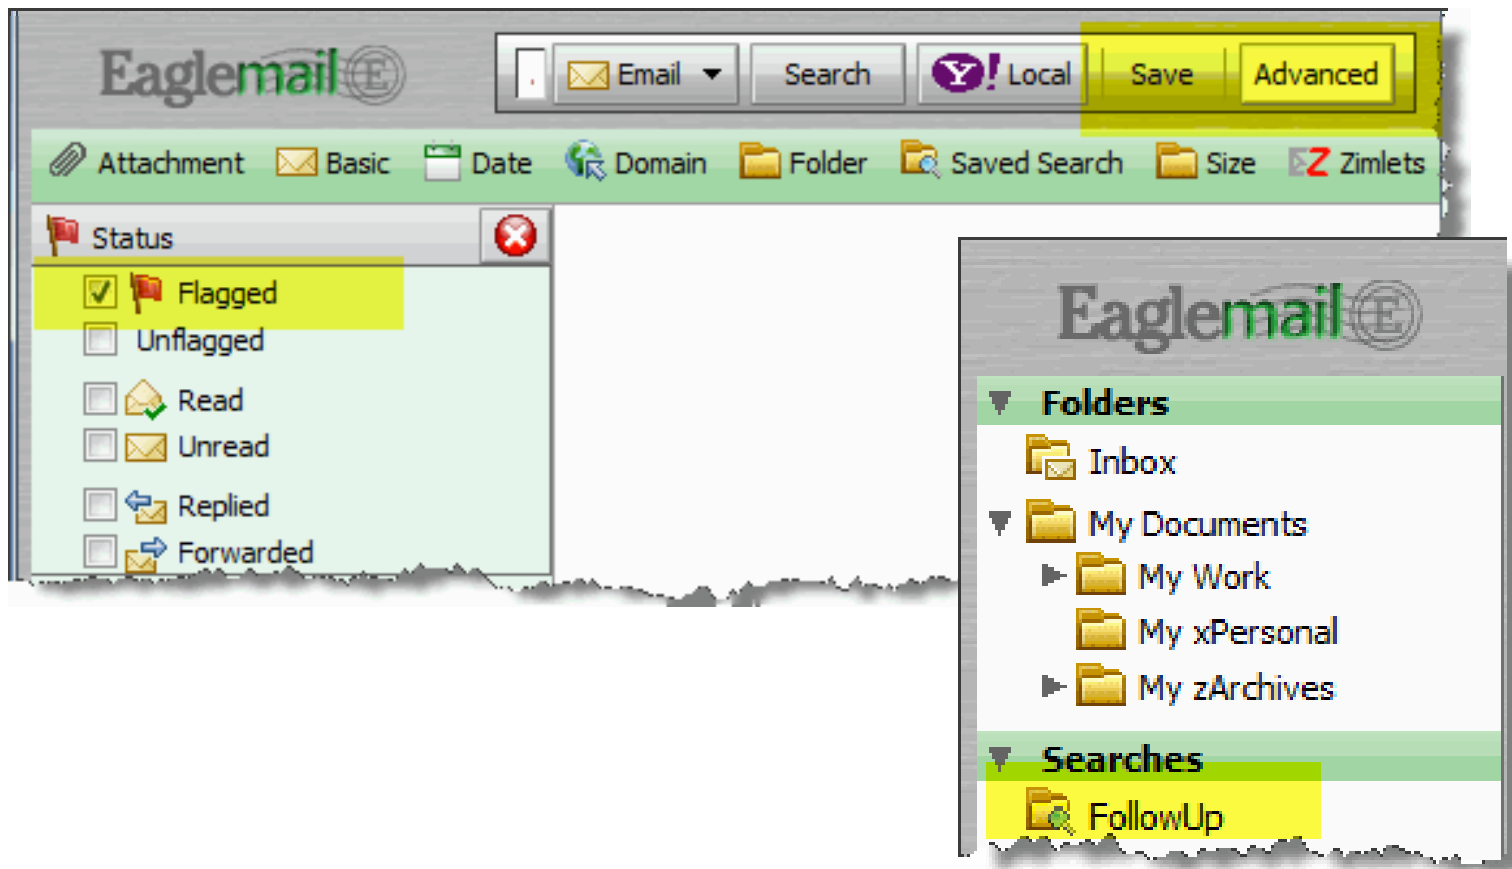 Eaglemail E
Email Search Y! Local Save Advanced
Attachment Basic Date Domain Folder Saved Search Size Zimlets
Status
Flagged
Unflagged
Read
Unread
Replied
Forwarded
Eaglemail E
Folders
Inbox
My Documents
My Work
My xPersonal
My zArchives
Searches
FollowUp